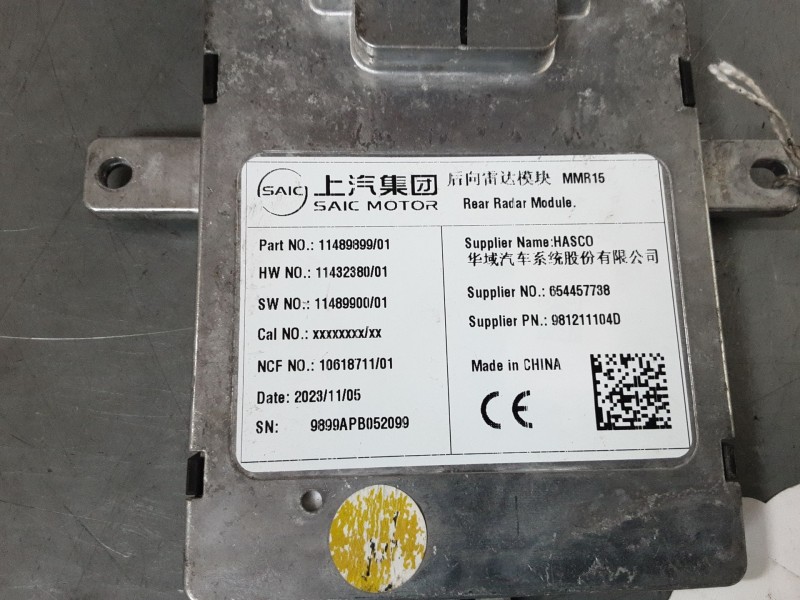 SAIC 上汽集团 后向雷达模块 MMR15
SAIC MOTOR Rear Radar Module.
Part NO.: 11489899/01
HW NO.: 11432380/01
SW NO.: 11489900/01
Cal NO.: xxxxxxxx/xx
NCF NO.: 10618711/01
Date: 2023/11/05
SN: 9899APB052099
Supplier Name:HASCO
华域汽车系统股份有限公司
Supplier NO.: 654457738
Supplier PN.: 981211104D
Made in CHINA
CE